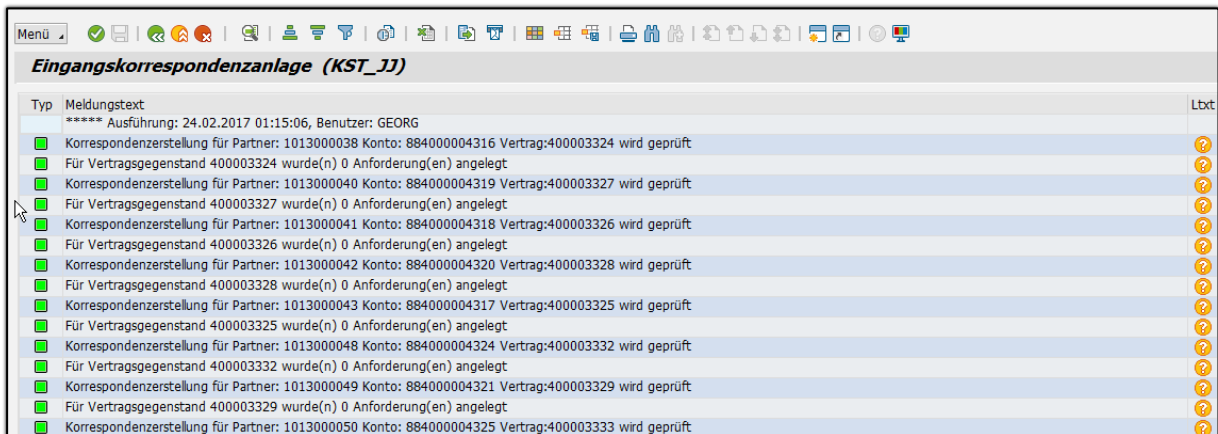 Menü
Eingangskorrespondenzanlage (KST_JJ)
Typ Meldungstext Ltxt
***** Ausführung: 24.02.2017 01:15:06, Benutzer: GEORG
Korrespondenzerstellung für Partner: 1013000038 Konto: 884000004316 Vertrag:400003324 wird geprüft
Für Vertragsgegenstand 400003324 wurde(n) 0 Anforderung(en) angelegt
Korrespondenzerstellung für Partner: 1013000040 Konto: 884000004319 Vertrag:400003327 wird geprüft
Für Vertragsgegenstand 400003327 wurde(n) 0 Anforderung(en) angelegt
Korrespondenzerstellung für Partner: 1013000041 Konto: 884000004318 Vertrag:400003326 wird geprüft
Für Vertragsgegenstand 400003326 wurde(n) 0 Anforderung(en) angelegt
Korrespondenzerstellung für Partner: 1013000042 Konto: 884000004320 Vertrag:400003328 wird geprüft
Für Vertragsgegenstand 400003328 wurde(n) 0 Anforderung(en) angelegt
Korrespondenzerstellung für Partner: 1013000043 Konto: 884000004317 Vertrag:400003325 wird geprüft
Für Vertragsgegenstand 400003325 wurde(n) 0 Anforderung(en) angelegt
Korrespondenzerstellung für Partner: 1013000048 Konto: 884000004324 Vertrag:400003332 wird geprüft
Für Vertragsgegenstand 400003332 wurde(n) 0 Anforderung(en) angelegt
Korrespondenzerstellung für Partner: 1013000049 Konto: 884000004321 Vertrag:400003329 wird geprüft
Für Vertragsgegenstand 400003329 wurde(n) 0 Anforderung(en) angelegt
Korrespondenzerstellung für Partner: 1013000050 Konto: 884000004325 Vertrag:400003333 wird geprüft